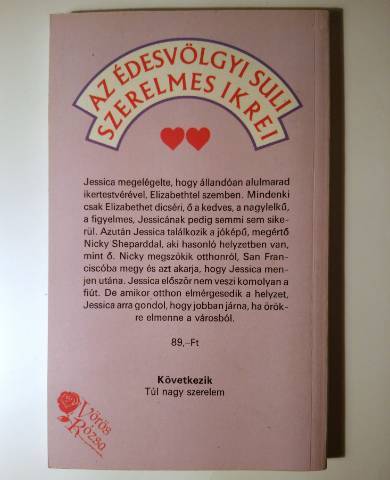 AZ ÉDESVÖLGYI SULI
SZERELMES IKREI
Jessica megelégelte, hogy állandóan alulmarad
ikertestvérével, Elizabethtel szemben. Mindenki
csak Elizabethet dicséri, ő a kedves, a nagylelkű,
a figyelmes, Jessicának pedig semmi sem sike-
rül. Azután Jessica találkozik a jóképű, megértő
Nicky Sheparddal, aki hasonló helyzetben van,
mint ő. Nicky megszökik otthonról, San Fran-
ciscóba megy és azt akarja, hogy Jessica men-
jen utána. Jessica először nem veszi komolyan a
fiút. De amikor otthon elmérgesedik a helyzet,
Jessica arra gondol, hogy jobban járna, ha örök-
re elmenne a városból.
89,–Ft
Következik
Túl nagy szerelem
Vörös
Rózsa